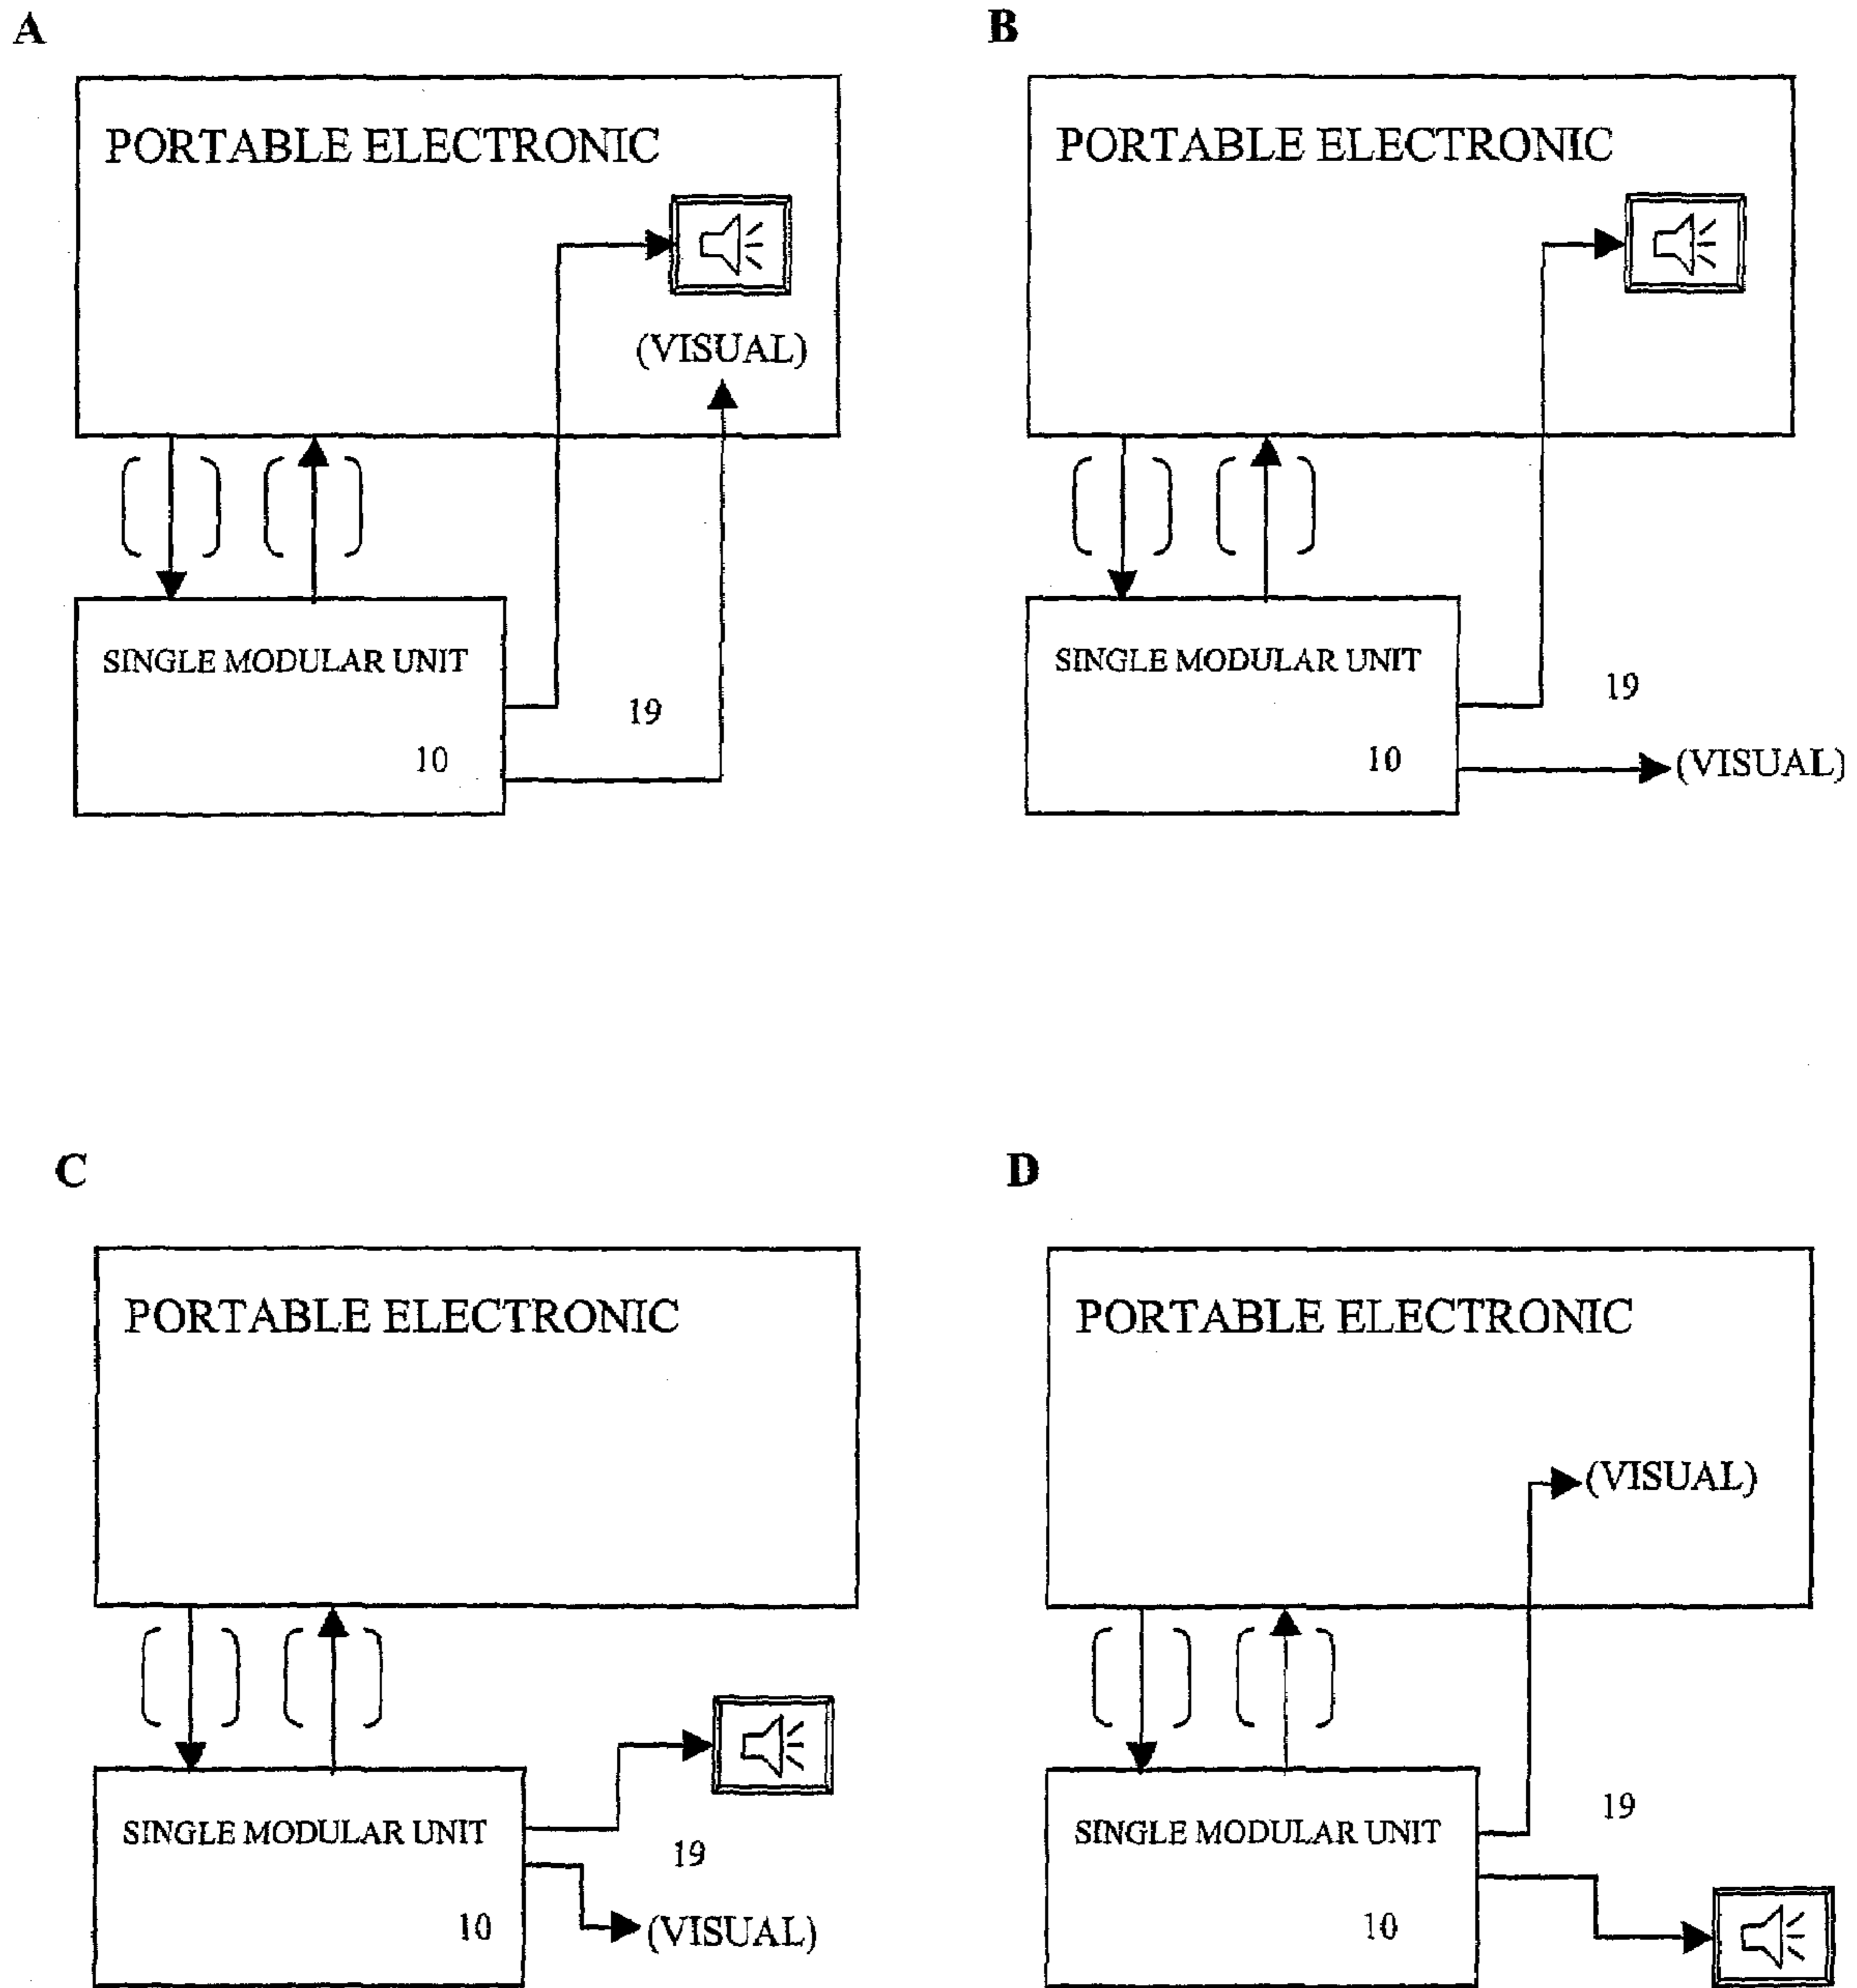 A
PORTABLE ELECTRONIC
(VISUAL)
SINGLE MODULAR UNIT
19
10
B
PORTABLE ELECTRONIC
SINGLE MODULAR UNIT
19
10
(VISUAL)
C
PORTABLE ELECTRONIC
SINGLE MODULAR UNIT
19
10
(VISUAL)
D
PORTABLE ELECTRONIC
(VISUAL)
19
SINGLE MODULAR UNIT
10